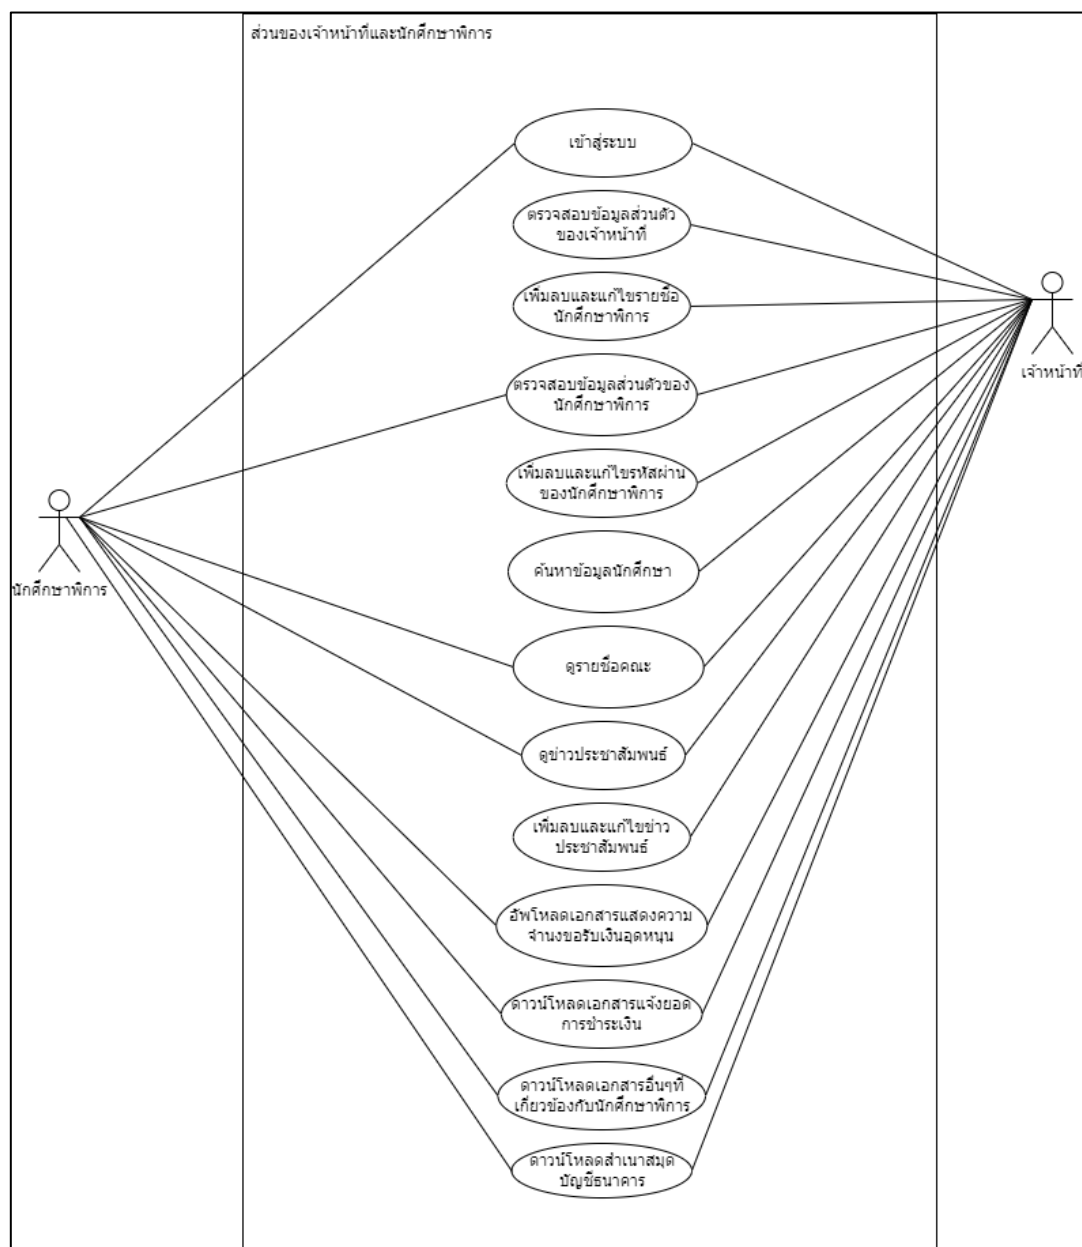 ส่วนของเจ้าหน้าที่และนักศึกษาพิการ
เข้าสู่ระบบ
ตรวจสอบข้อมูลส่วนตัว
ของเจ้าหน้าที่
เพิ่มลบและแก้ไขรายชื่อ
นักศึกษาพิการ
ตรวจสอบข้อมูลส่วนตัวของ
นักศึกษาพิการ
เจ้าหน้าที่
เพิ่มลบและแก้ไขรหัสผ่าน
ของนักศึกษาพิการ
นักศึกษาพิการ
ค้นหาข้อมูลนักศึกษา
ดูรายชื่อคณะ
ดูข่าวประชาสัมพนธ์
เพิ่มลบและแก้ไขข่าว
ประชาสัมพนธ์
อัพโหลดเอกสารแสดงความ
จำนงขอรับเงินอุดหนุน
ดาวน์โหลดเอกสารแจ้งยอด
การชำระเงิน
ดาวน์โหลดเอกสารอื่นๆที่
เกี่ยวข้องกับนักศึกษาพิการ
ดาวน์โหลดสำเนาสมุด
บัญชีธนาคาร